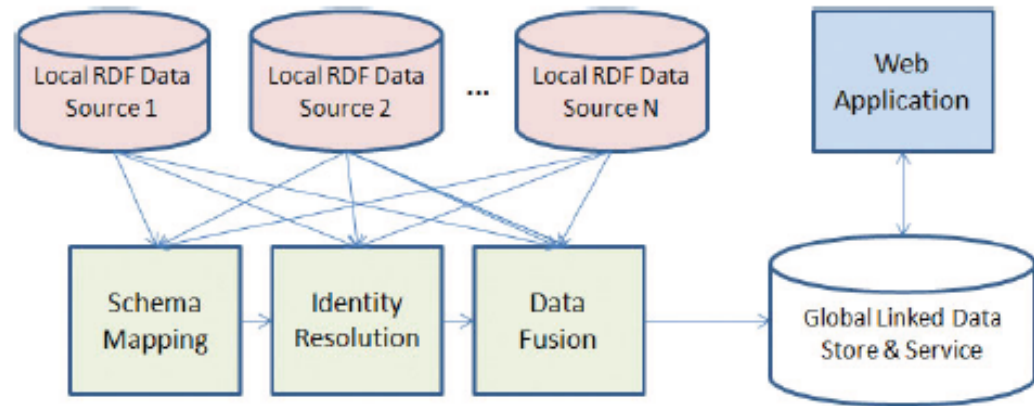 Local RDF Data
Source 1
Local RDF Data
Source 2
...
Local RDF Data
Source N
Web
Application
Schema
Mapping
Identity
Resolution
Data
Fusion
Global Linked Data
Store & Service